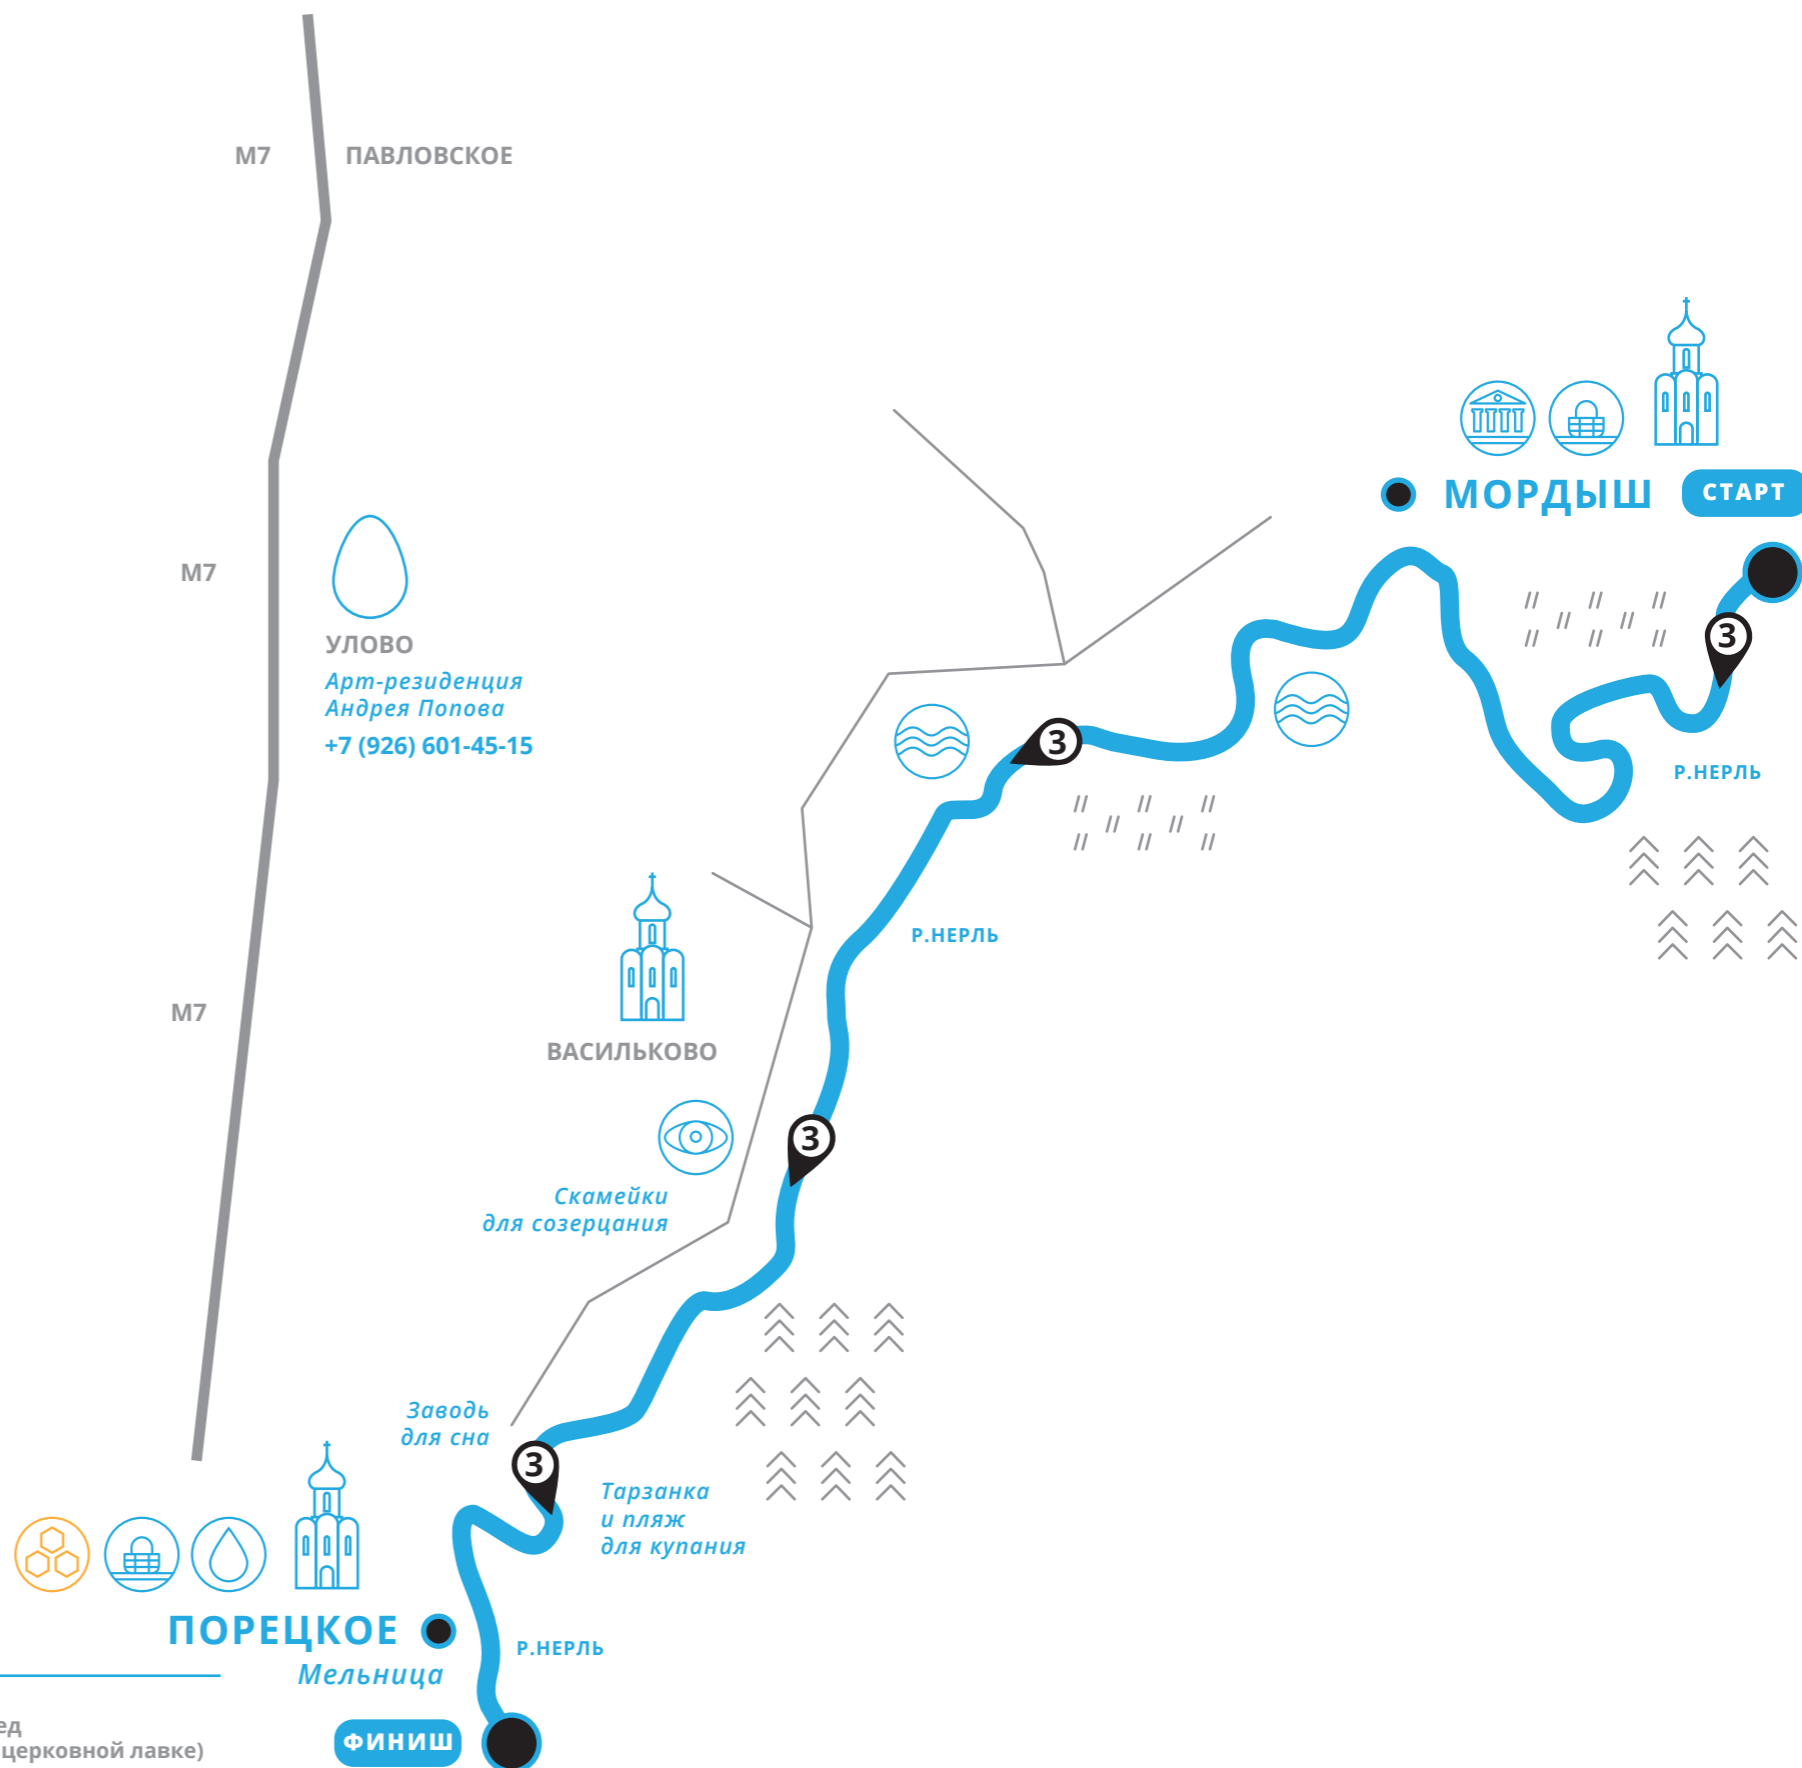 М7
ПАВЛОВСКОЕ
МОРДЫШ
СТАРТ
М7
УЛОВО
Арт-резиденция
Андрея Попова
+7 (926) 601-45-15
3
3
Р.НЕРЛЬ
Р.НЕРЛЬ
М7
ВАСИЛЬКОВО
3
Скамейки
для созерцания
Заводь
для сна
3
Тарзанка
и пляж
для купания
ПОРЕЦКОЕ
Р.НЕРЛЬ
Мельница
ед
церковной лавке)
ФИНИШ